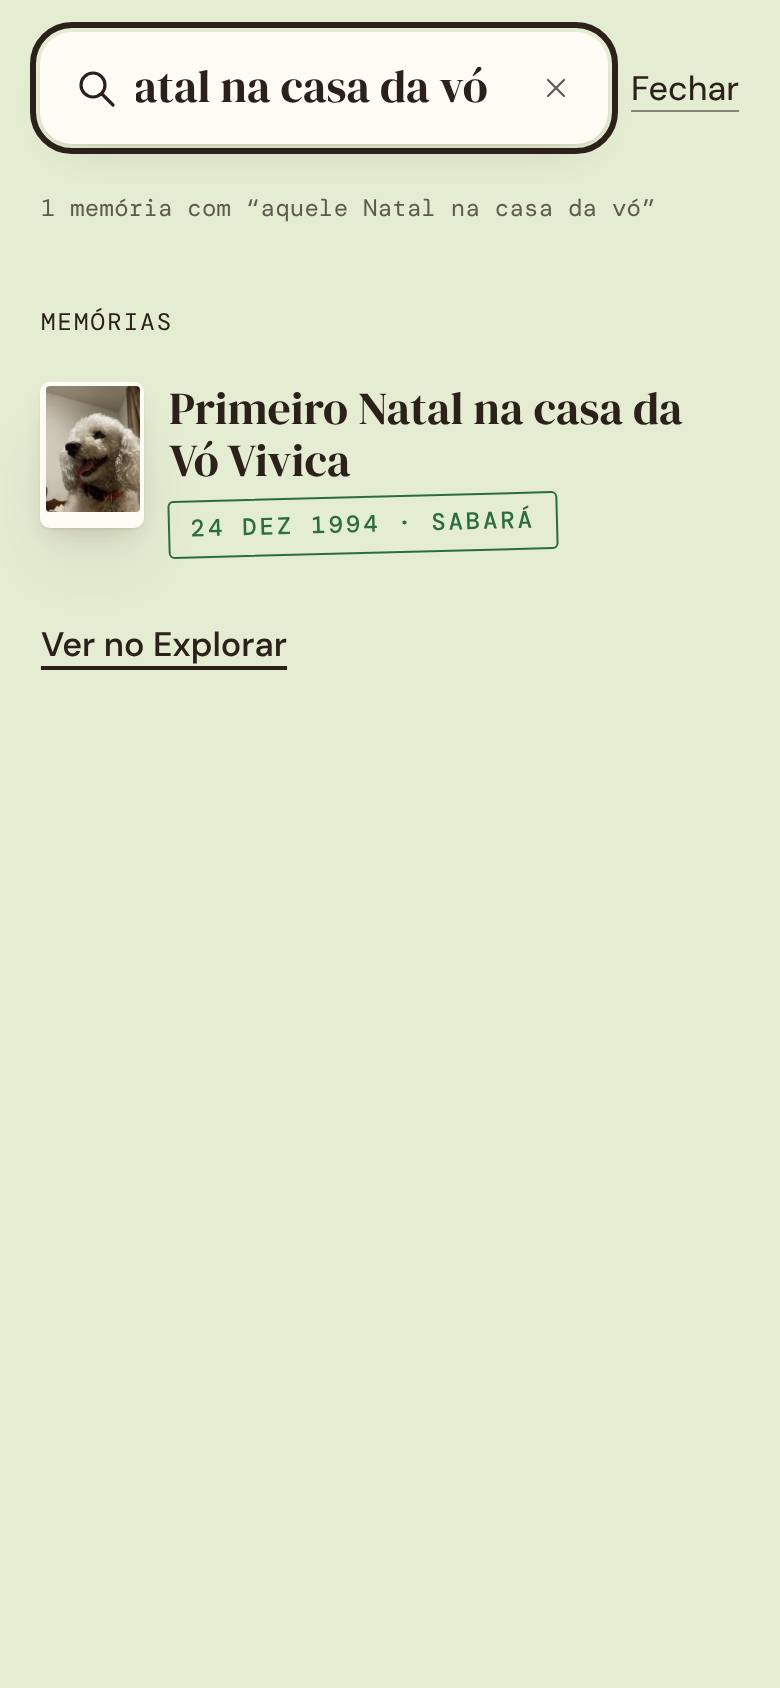 atal na casa da vó
Fechar
1 memória com “aquele Natal na casa da vó”
MEMÓRIAS
Primeiro Natal na casa da
Vó Vivica
24 DEZ 1994 · SABARÁ
Ver no Explorar